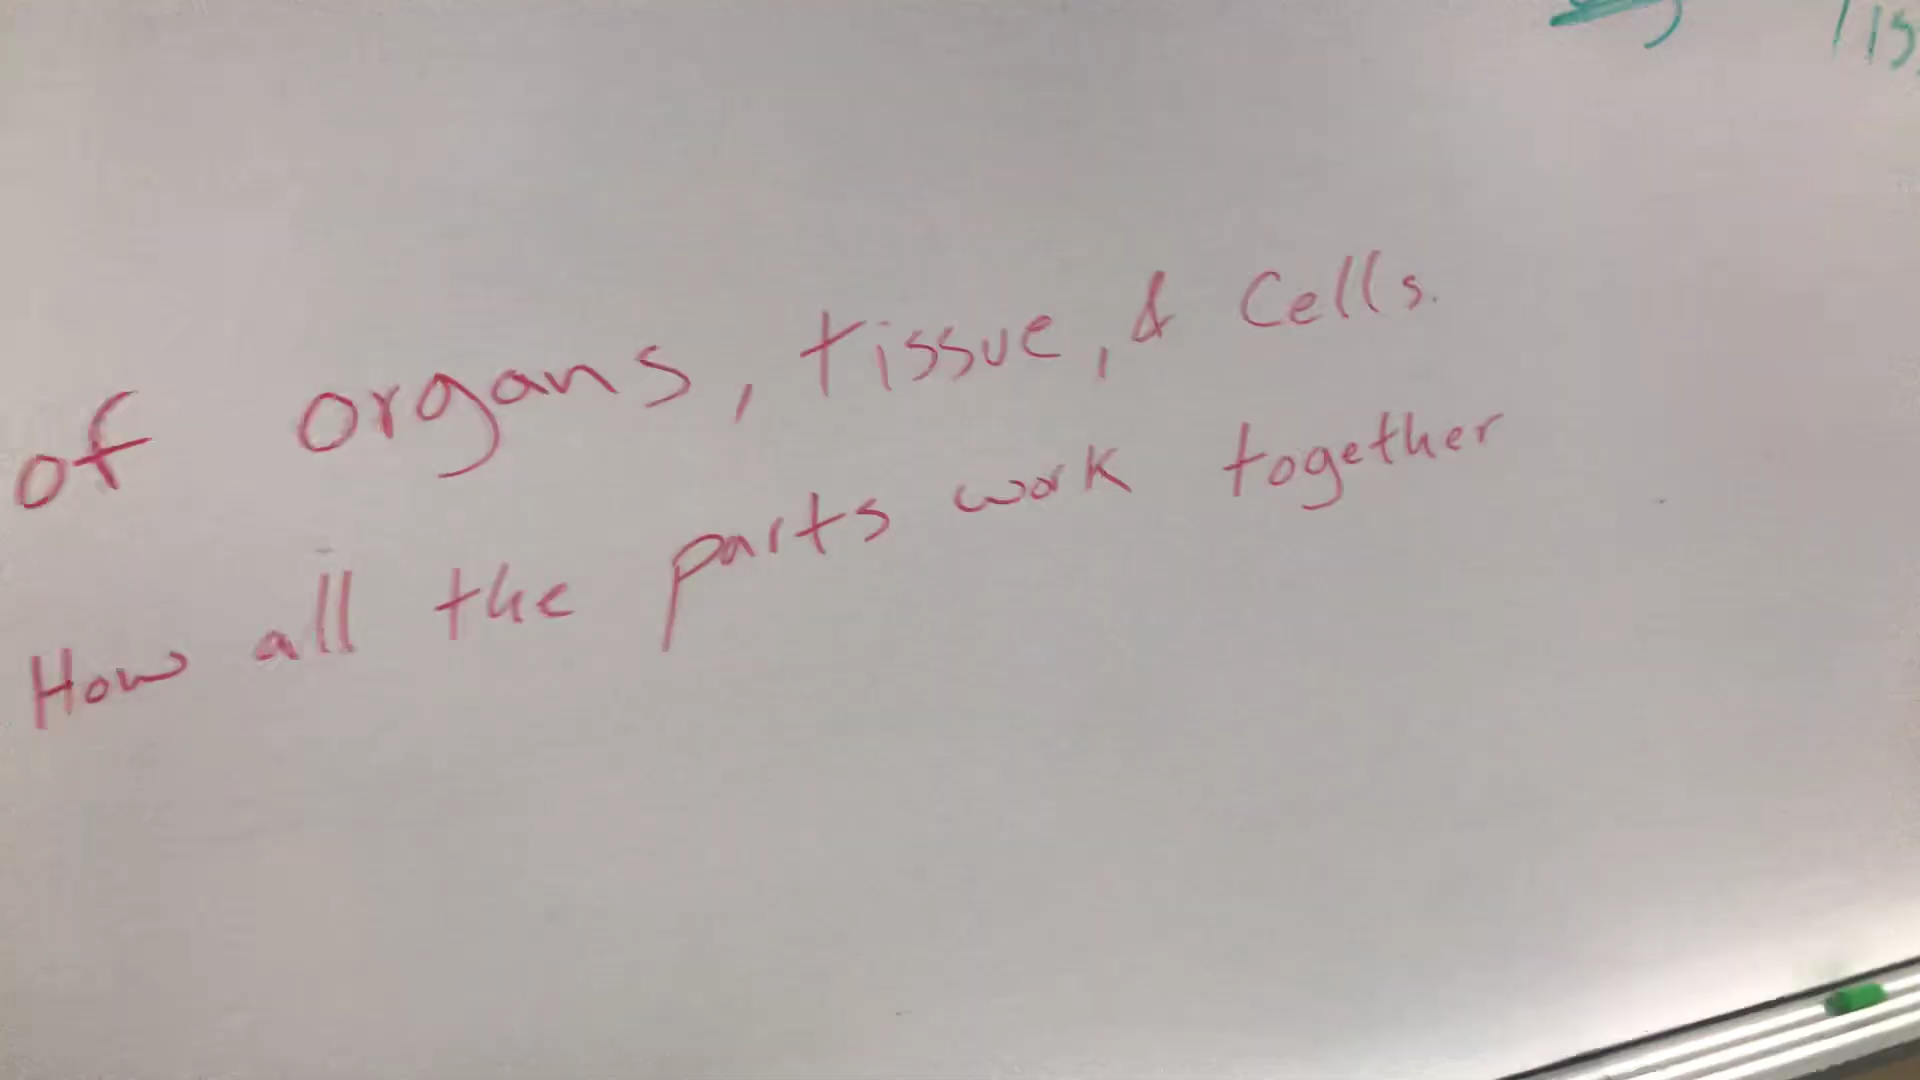 of organs, tissue, & Cells.
How all the parts work together